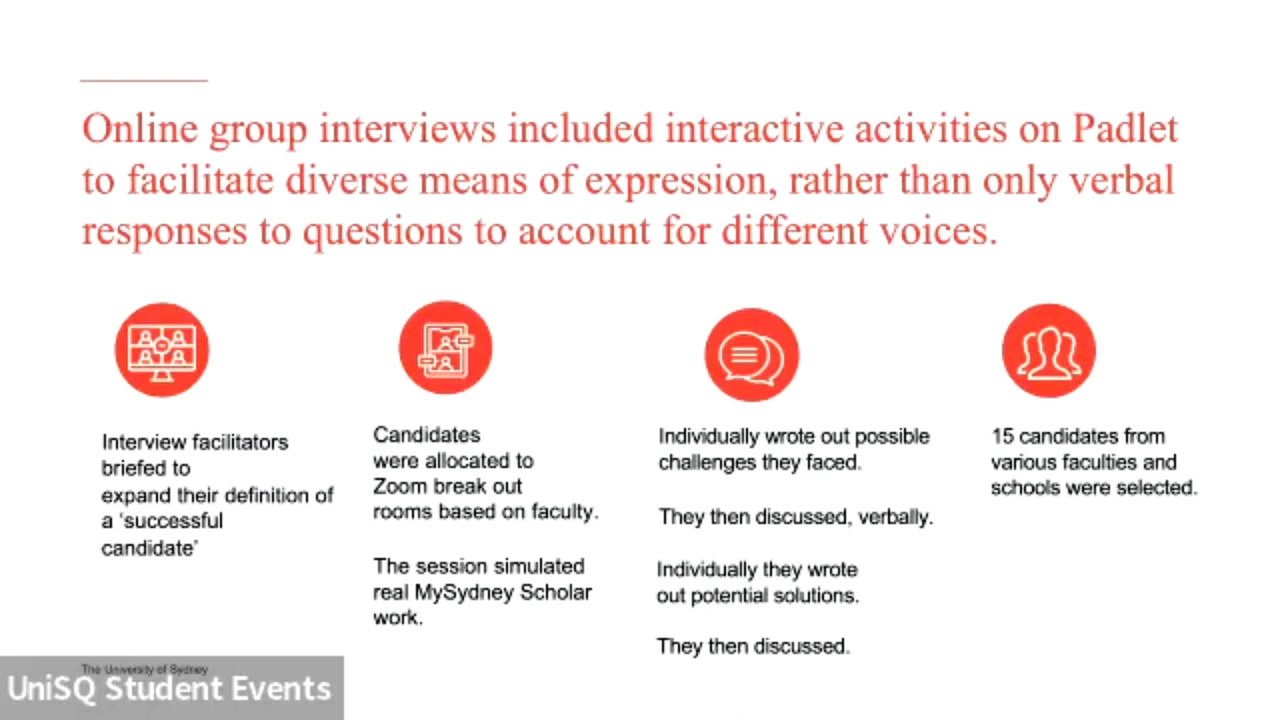 Online group interviews included interactive activities on Padlet
to facilitate diverse means of expression, rather than only verbal
responses to questions to account for different voices.
Interview facilitators
briefed to
expand their definition of
a 'successful
candidate'
Candidates
were allocated to
Zoom break out
rooms based on faculty.
The session simulated
real MySydney Scholar
work.
Individually wrote out possible
challenges they faced.
They then discussed, verbally.
Individually they wrote
out potential solutions.
They then discussed.
15 candidates from
various faculties and
schools were selected.
The University of Sydney
UniSQ Student Events